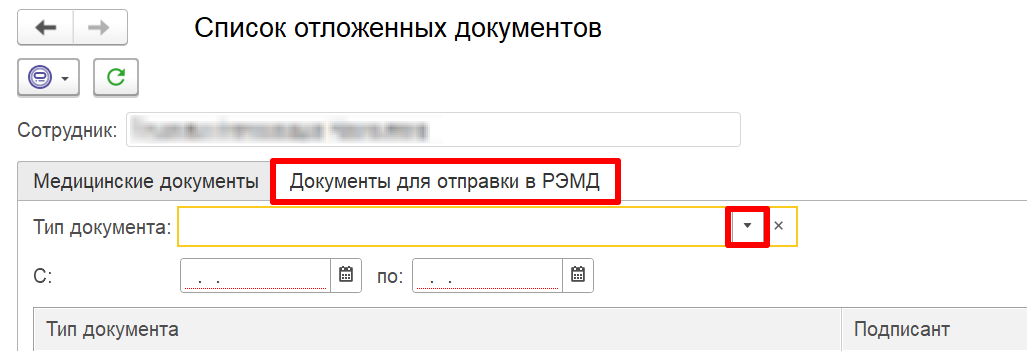 Список отложенных документов
Сотрудник:
Медицинские документы Документы для отправки в РЭМД
Тип документа: ×
С: . . по: . .
Тип документа Подписант